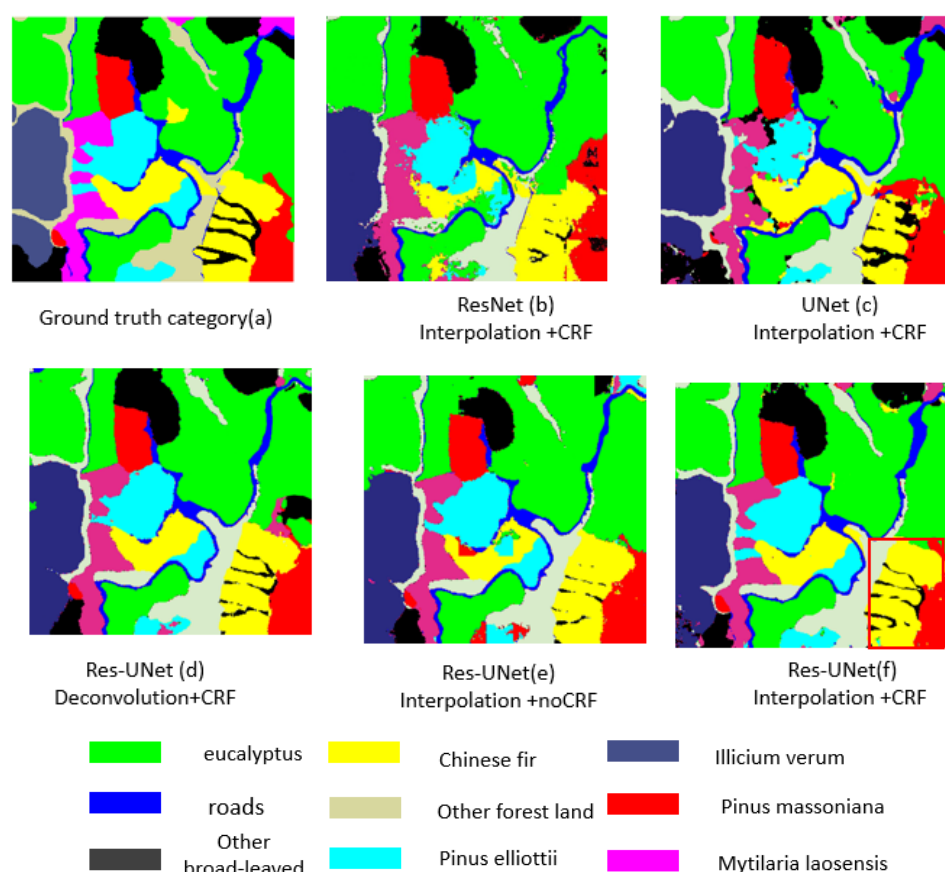 Ground truth category(a)
ResNet (b)
Interpolation +CRF
UNet (c)
Interpolation +CRF
Res-UNet (d)
Deconvolution+CRF
Res-UNet(e)
Interpolation +noCRF
Res-UNet(f)
Interpolation +CRF
eucalyptus
Chinese fir
Illicium verum
roads
Other forest land
Pinus massoniana
Other
broad-leaved
Pinus elliottii
Mytilaria laosensis